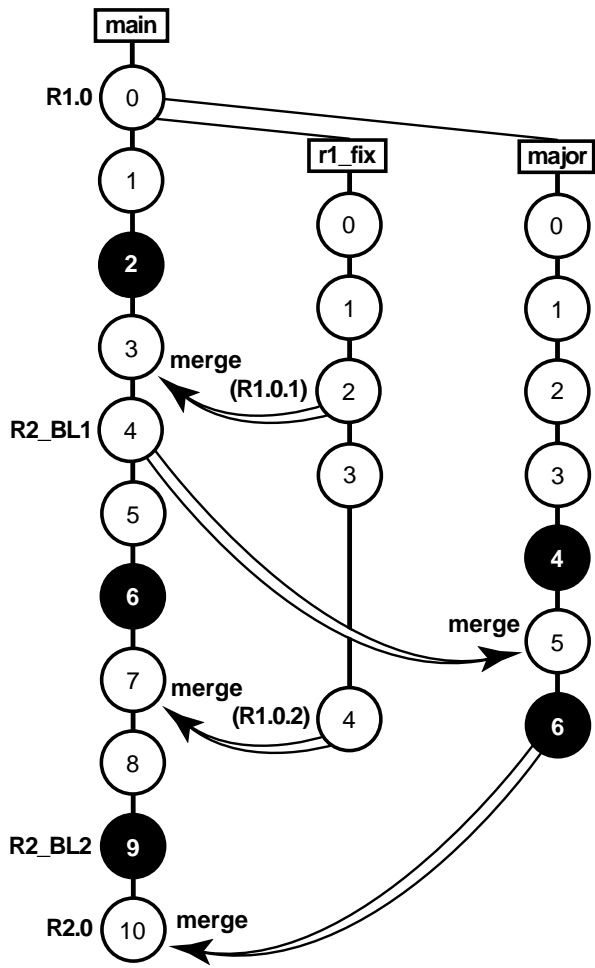 main
R1.0 0
r1_fix major
1
0 0
2
1 1
3 merge
(R1.0.1) 2 2
R2_BL1 4
3 3
5
4
6
merge 5
7 merge
(R1.0.2) 4 6
8
R2_BL2 9
R2.0 10 merge